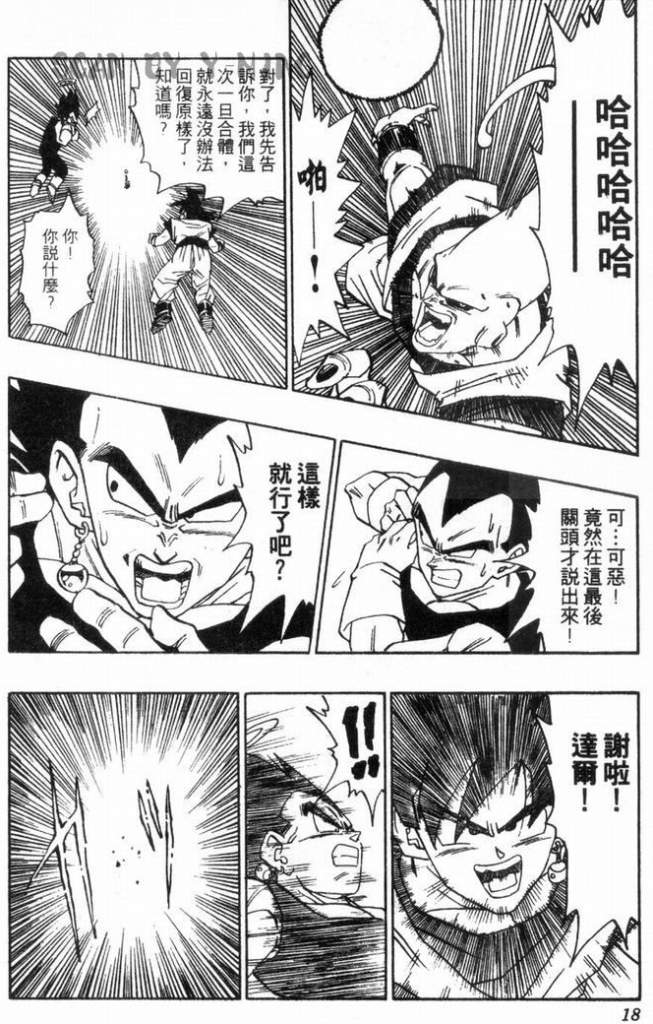 哈哈哈哈哈——
啪——！
對了，我先告
訴你，我們這
次一旦合體，
就永遠沒辦法
回復原樣了，
知道嗎？
你！
你說什麼？
可…可惡！
竟然在這最後
關頭才說出來！
這樣
就行了吧？
謝啦！
達爾！
!!
18